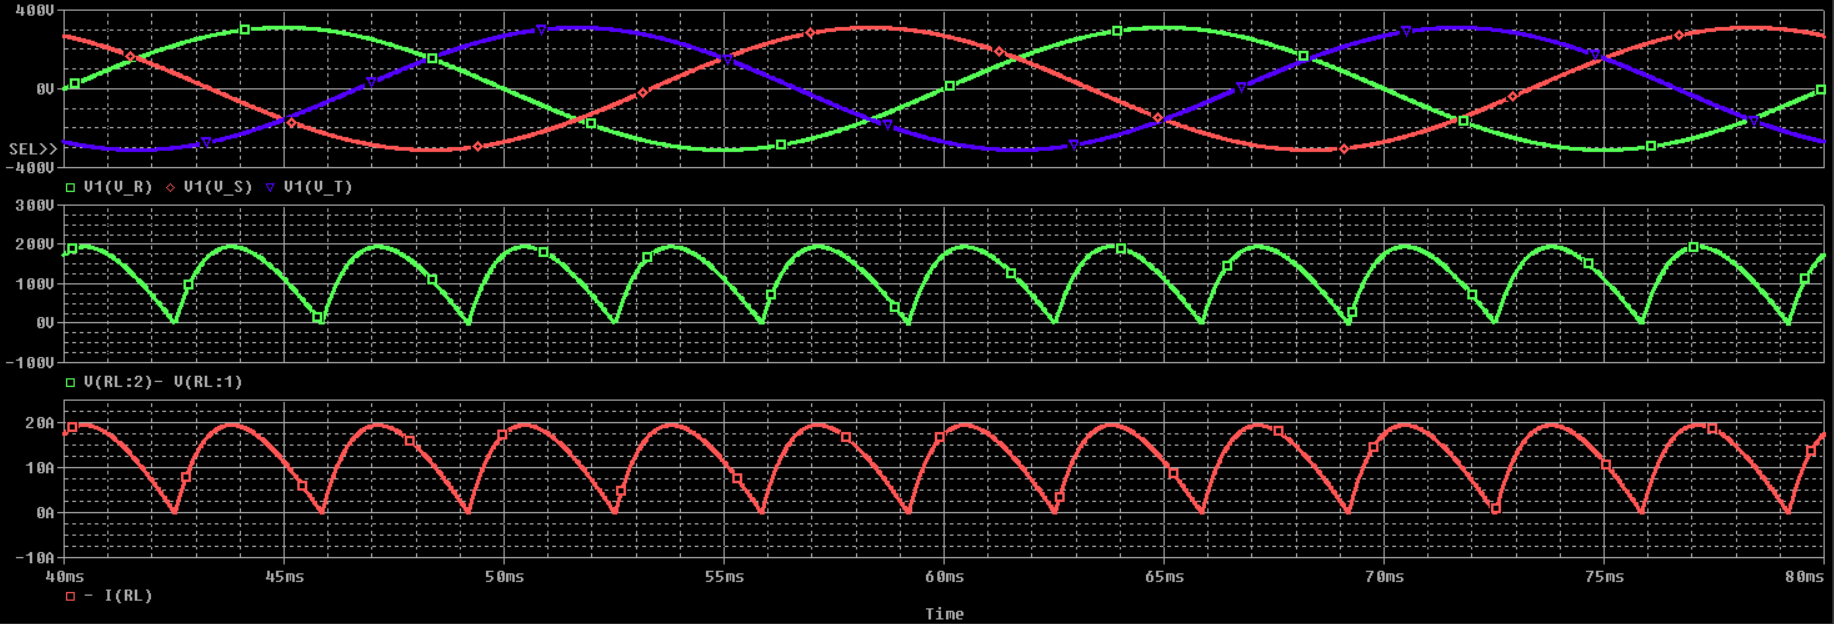 400V
0V
SEL>>
-400V
V1(V_R) V1(V_S) V1(V_T)
300V
200V
100V
0V
-100V
V(RL:2)- V(RL:1)
20A
10A
0A
-10A
40ms 45ms 50ms 55ms 60ms 65ms 70ms 75ms 80ms
- I(RL)
Time